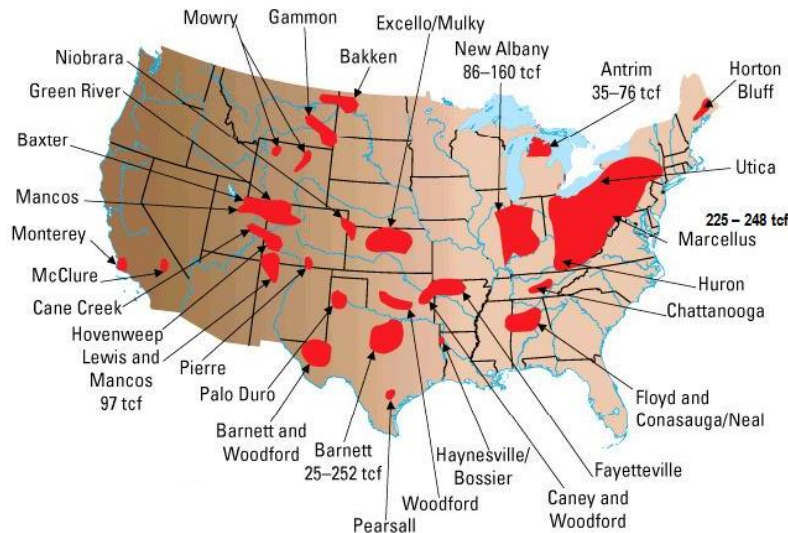 Mowry
Gammon
Excello/Mulky
Niobrara
Bakken
New Albany
86–160 tcf
Antrim
35–76 tcf
Horton
Bluff
Green River
Baxter
Utica
Mancos
225 – 248 tcf
Marcellus
Monterey
McClure
Huron
Cane Creek
Chattanooga
Hovenweep
Lewis and
Mancos
97 tcf
Pierre
Palo Duro
Floyd and
Conasauga/Neal
Barnett and
Woodford
Barnett
25–252 tcf
Haynesville/
Bossier
Fayetteville
Woodford
Caney and
Woodford
Pearsall